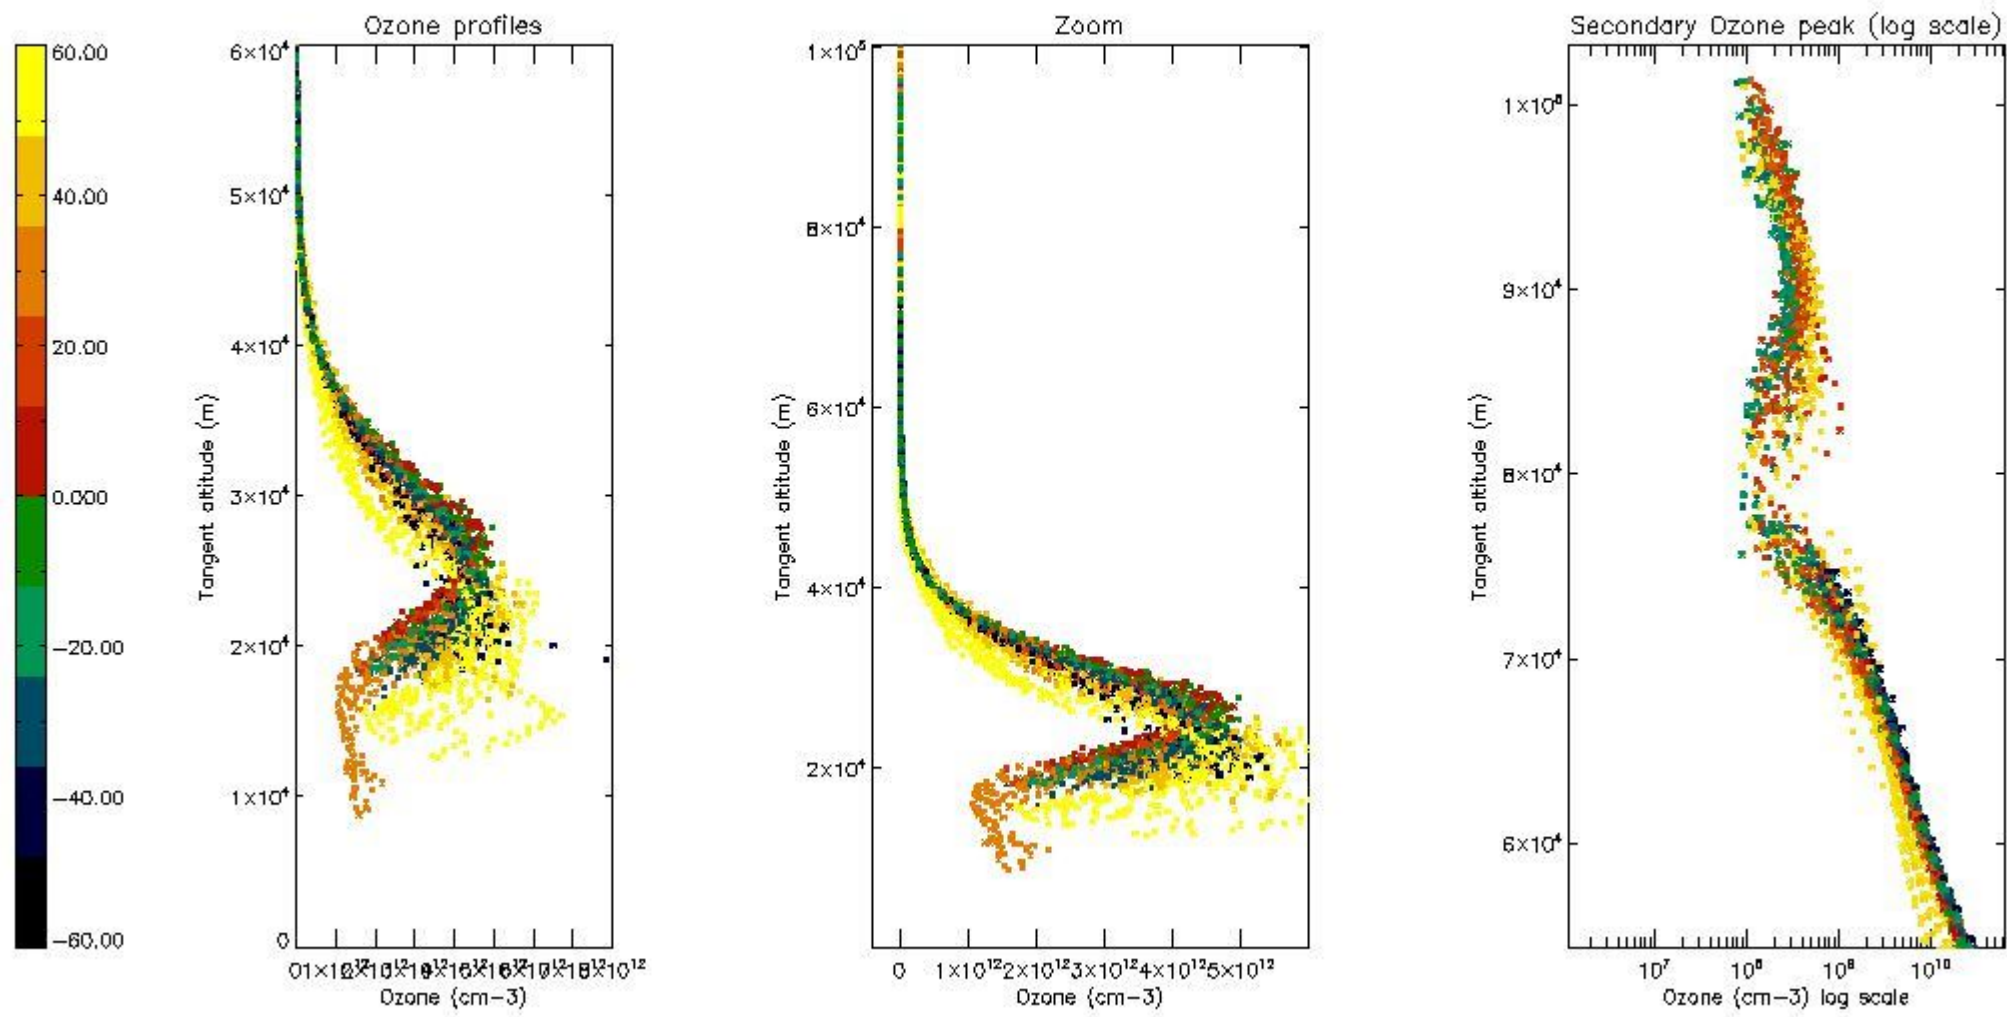 Ozone profiles
Zoom
Secondary Ozone peak (log scale)
60.00
40.00
20.00
-20.00
-40.00
-60.00
6×10⁴
5×10⁴
4×10⁴
3×10⁴
2×10⁴
1×10⁴
0
Tangent altitude (m)
Ozone (cm-3)
1×10⁵
8×10⁴
6×10⁴
4×10⁴
2×10⁴
Tangent altitude (m)
0 1×10¹² 2×10¹² 3×10¹² 4×10¹² 5×10¹²
Ozone (cm-3)
9×10⁴
8×10⁴
7×10⁴
6×10⁴
Tangent altitude (m)
10⁷ 10⁸ 10⁹ 10¹⁰
Ozone (cm-3) log scale